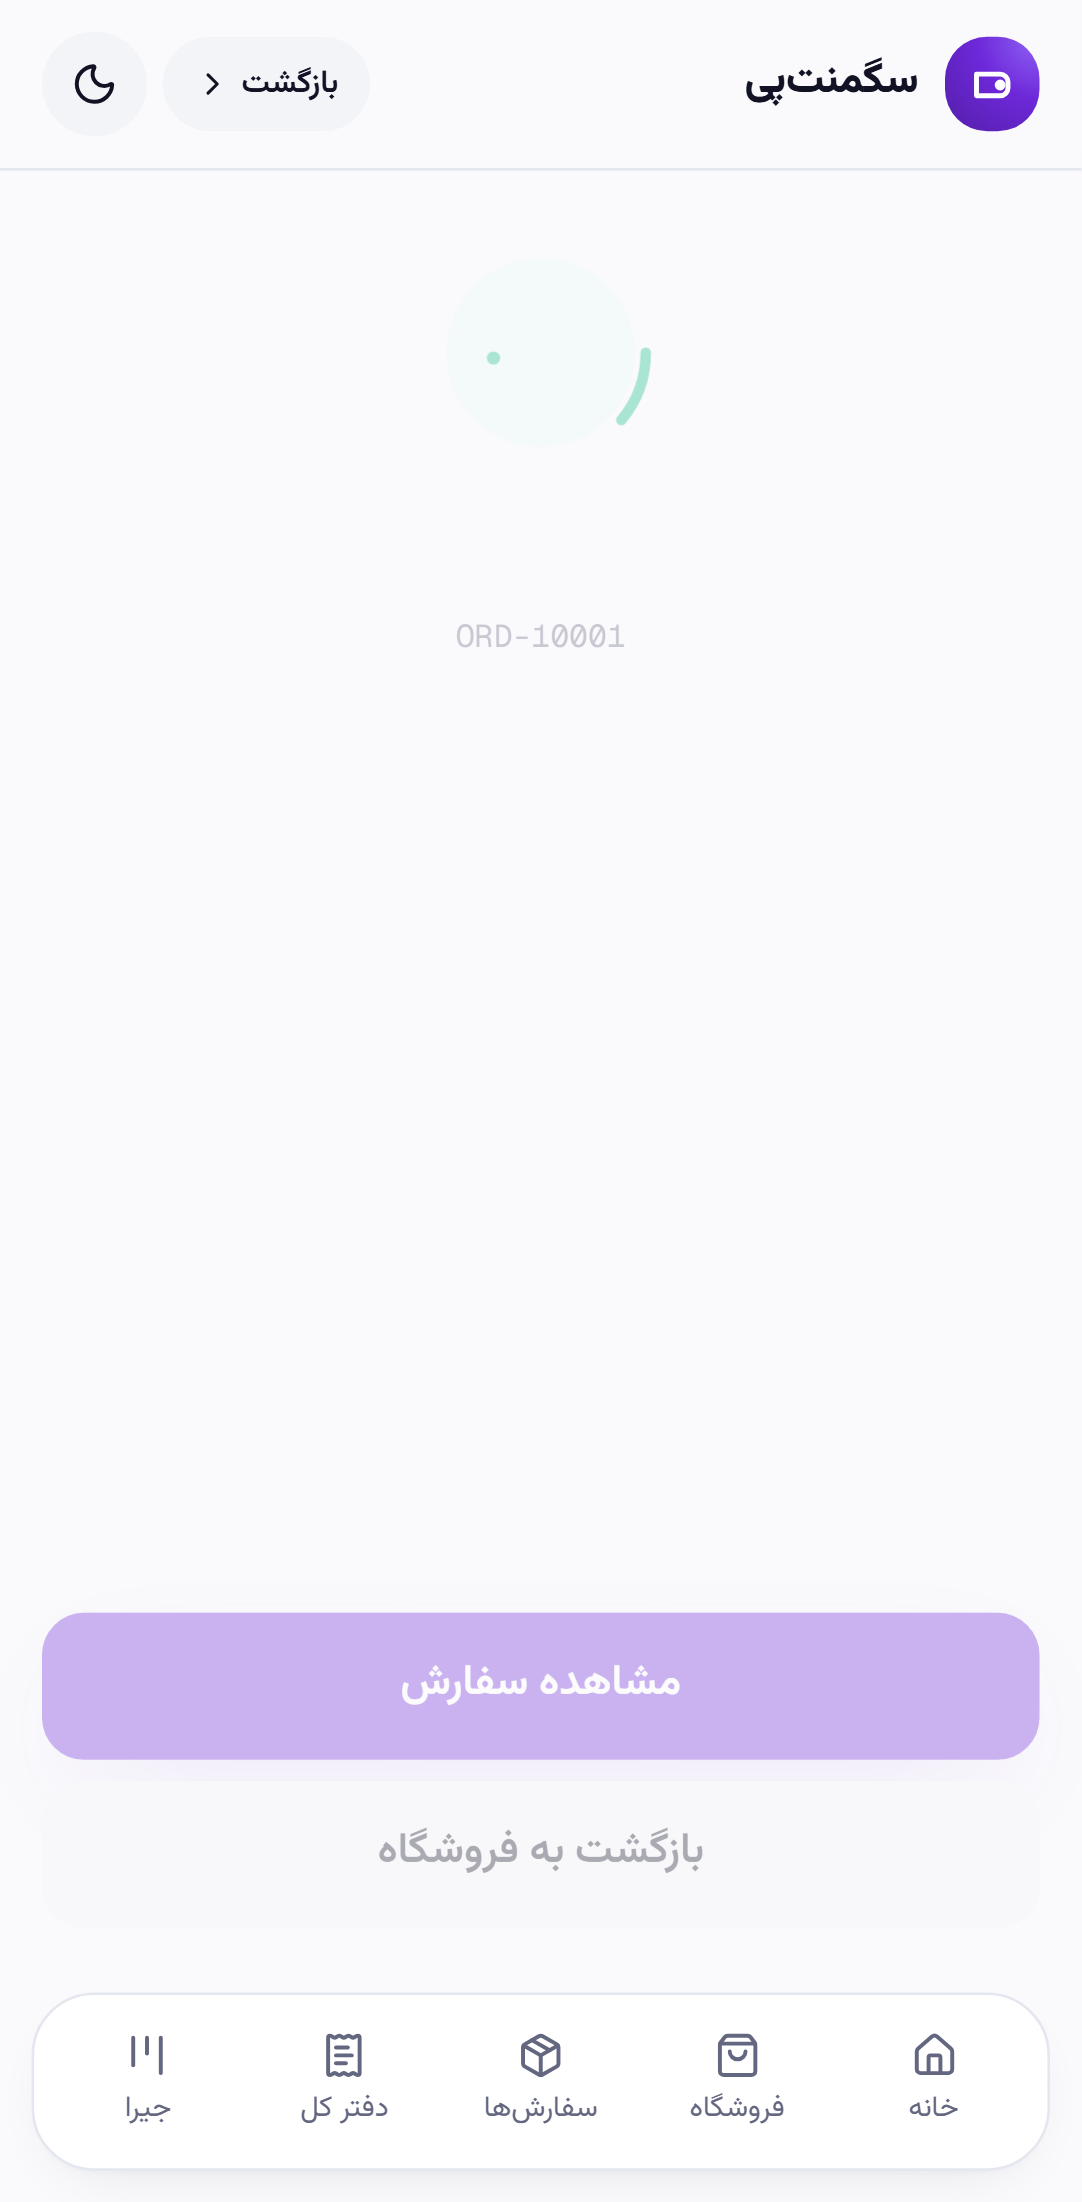 سگمنت‌پی
بازگشت
ORD-10001
مشاهده سفارش
بازگشت به فروشگاه
خانه
فروشگاه
سفارش‌ها
دفتر کل
جیرا